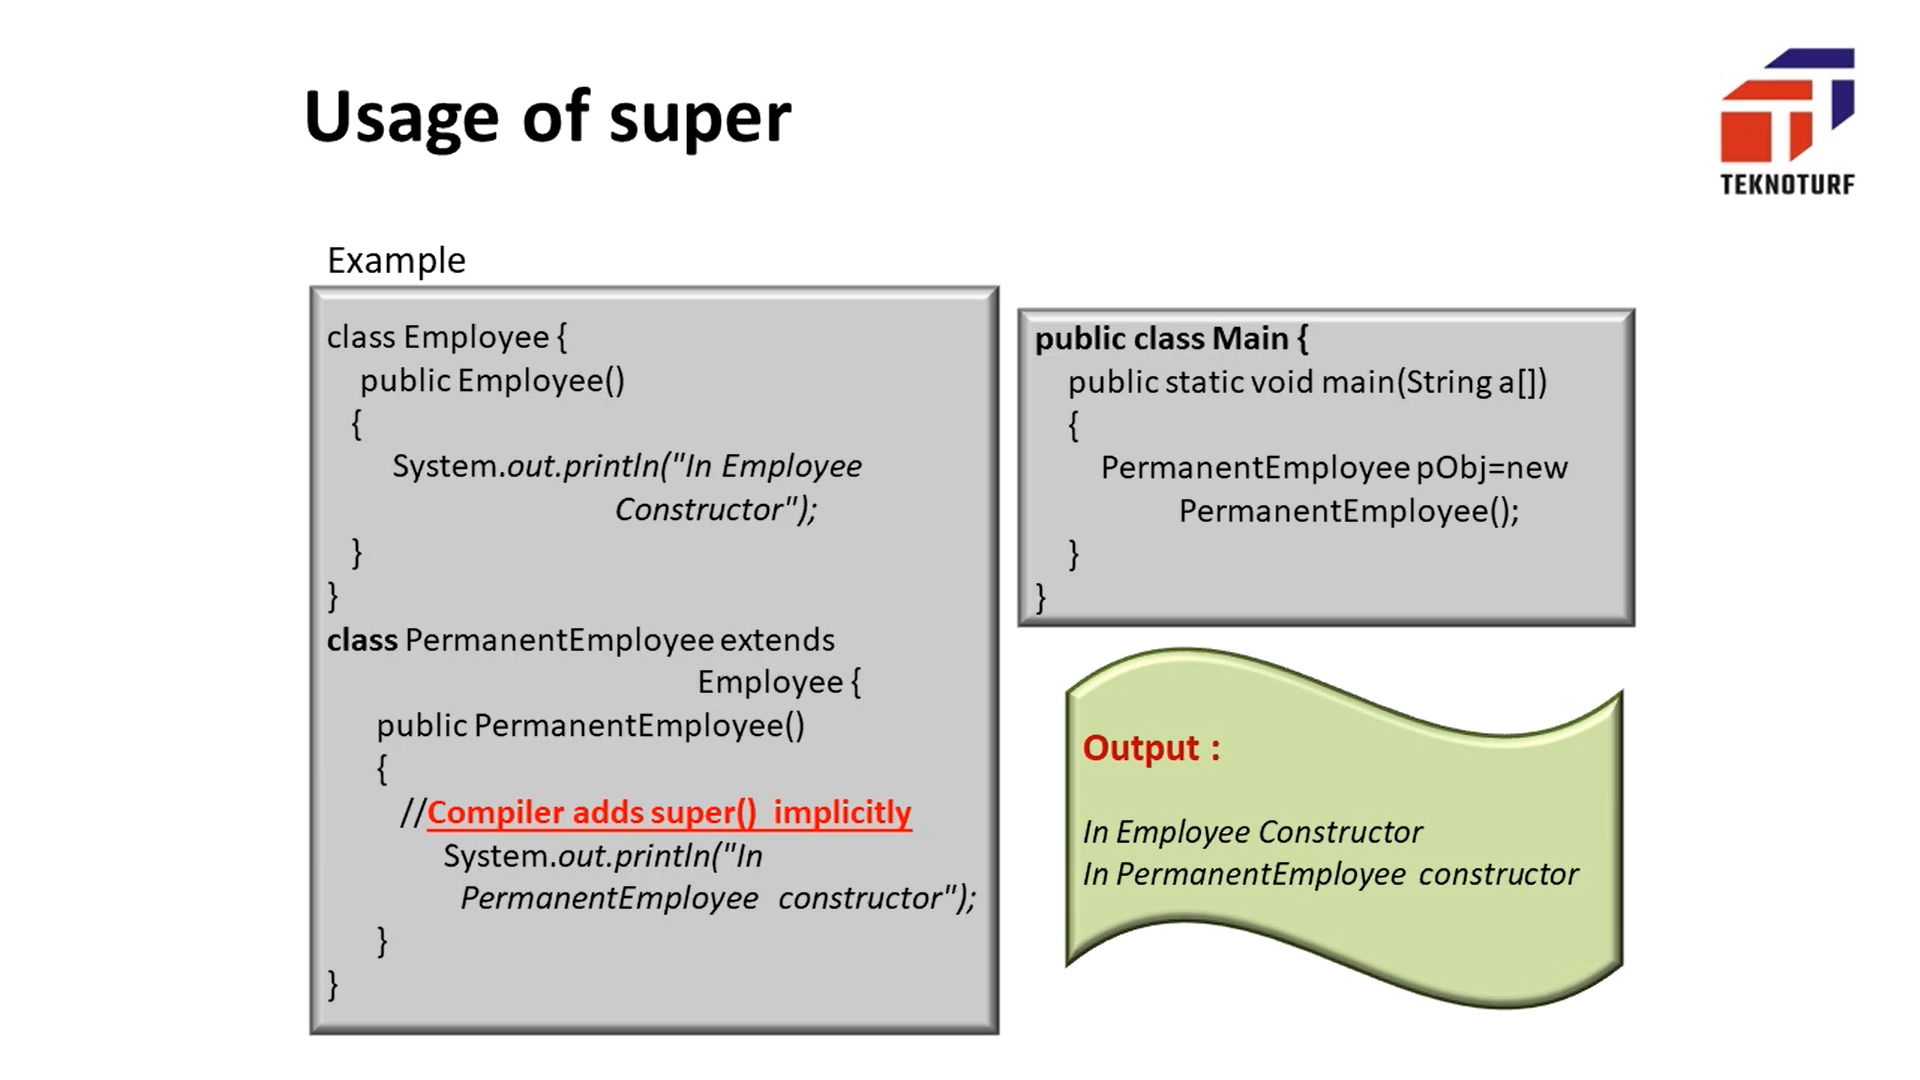 Usage of super
TEKNOTURF
Example
class Employee {
public Employee()
{
System.out.println("In Employee
Constructor");
}
}
class PermanentEmployee extends
Employee {
public PermanentEmployee()
{
//Compiler adds super() implicitly
System.out.println("In
PermanentEmployee constructor");
}
}
public class Main {
public static void main(String a[])
{
PermanentEmployee pObj=new
PermanentEmployee();
}
}
Output :
In Employee Constructor
In PermanentEmployee constructor